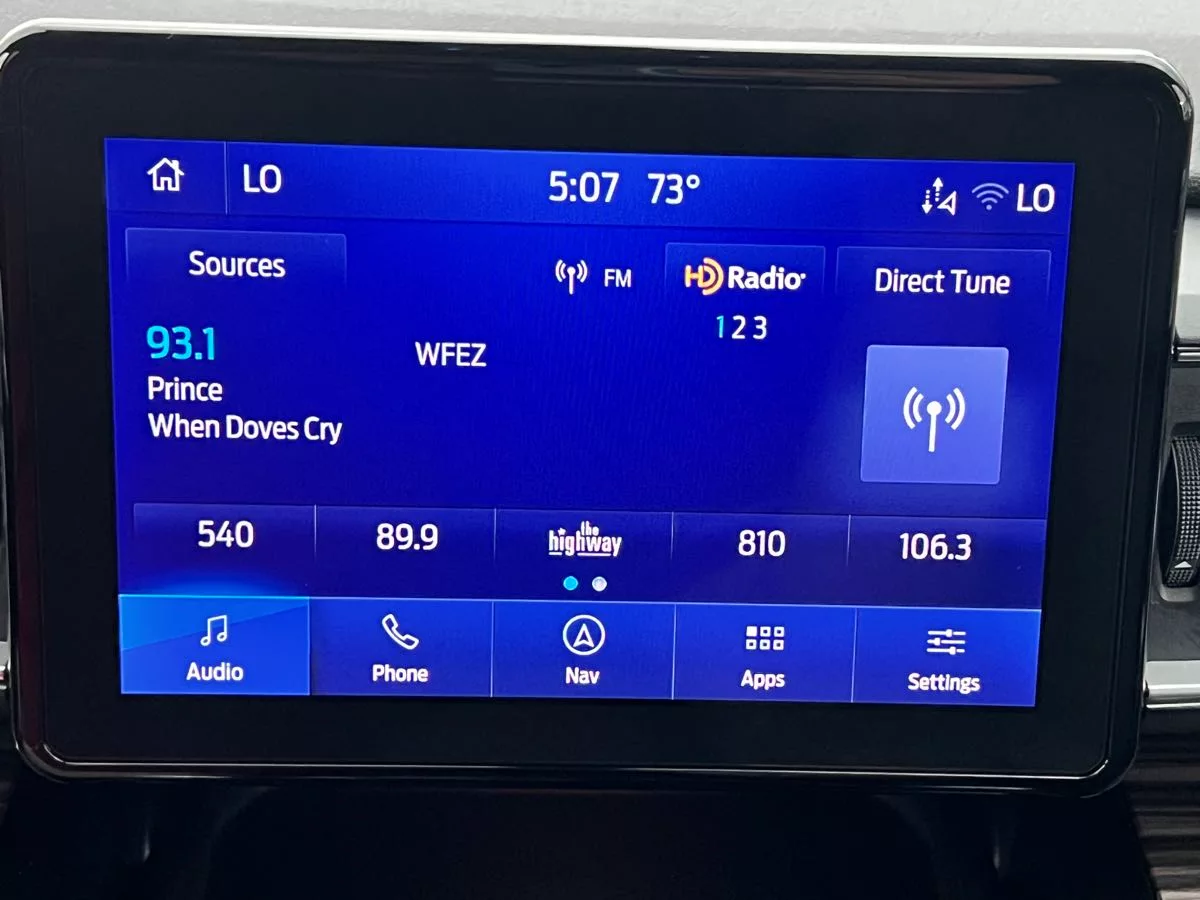 LO 5:07 73° LO
Sources FM HD Radio Direct Tune
1 2 3
93.1
WFEZ
Prince
When Doves Cry
540 89.9 the highway 810 106.3
Audio Phone Nav Apps Settings